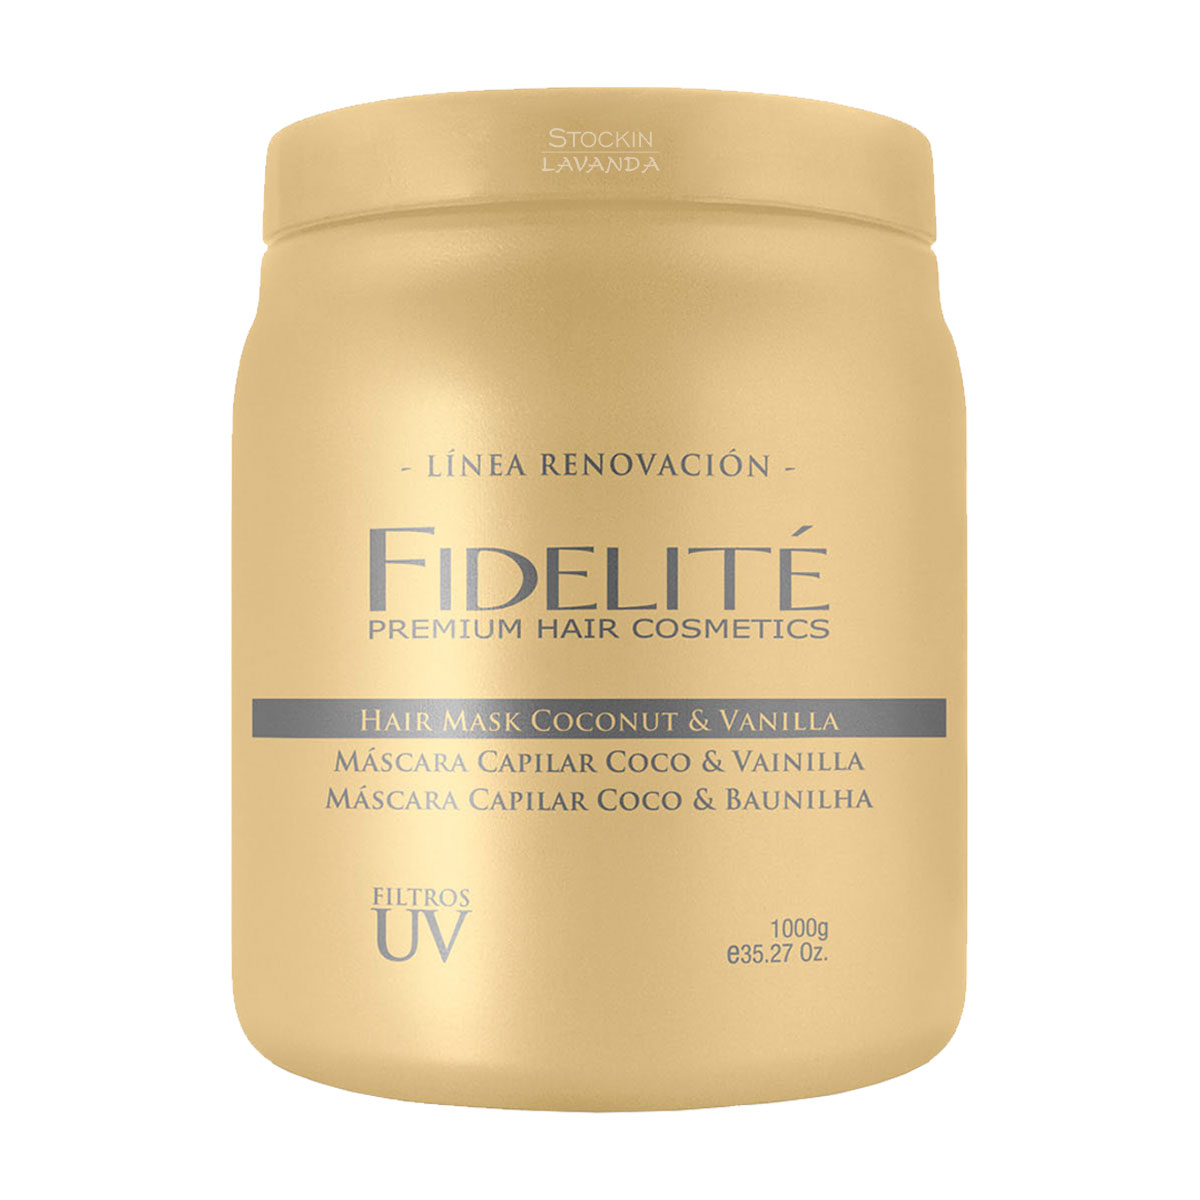 STOCKIN
LAVANDA
- LÍNEA RENOVACIÓN -
FIDELITÉ
PREMIUM HAIR COSMETICS
HAIR MASK COCONUT & VANILLA
MÁSCARA CAPILAR COCO & VAINILLA
MÁSCARA CAPILAR COCO & BAUNILHA
FILTROS
UV
1000g
e35.27 Oz.